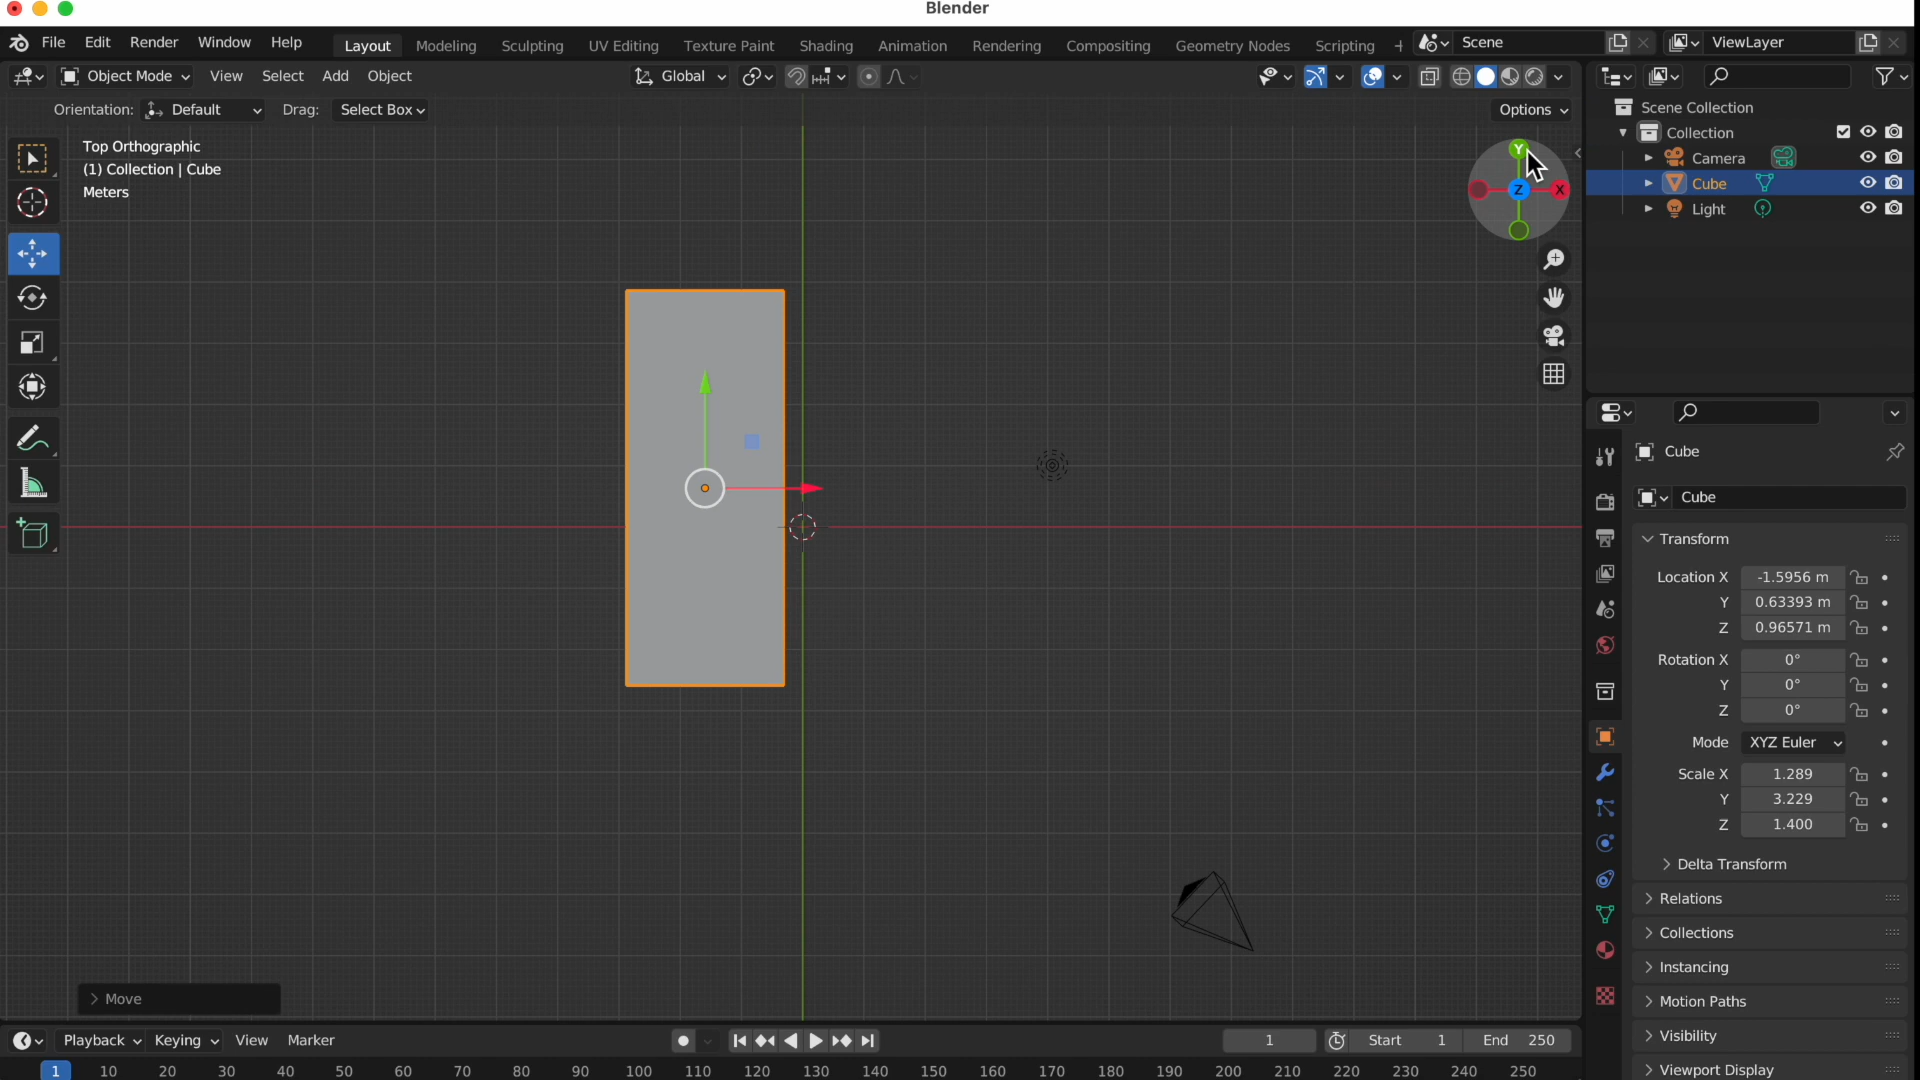 Blender
File Edit Render Window Help Layout Modeling Sculpting UV Editing Texture Paint Shading Animation Rendering Compositing Geometry Nodes Scripting + Scene ViewLayer
Object Mode View Select Add Object Global
Orientation: Default Drag: Select Box Options
Top Orthographic
(1) Collection | Cube
Meters
Y
Z
X
Scene Collection
Collection
Camera
Cube
Light
Cube
Cube
Transform
Location X -1.5956 m
Y 0.63393 m
Z 0.96571 m
Rotation X 0°
Y 0°
Z 0°
Mode XYZ Euler
Scale X 1.289
Y 3.229
Z 1.400
Delta Transform
Relations
Collections
Instancing
Motion Paths
Visibility
Viewport Display
Move
Playback Keying View Marker 1 Start 1 End 250
1 10 20 30 40 50 60 70 80 90 100 110 120 130 140 150 160 170 180 190 200 210 220 230 240 250